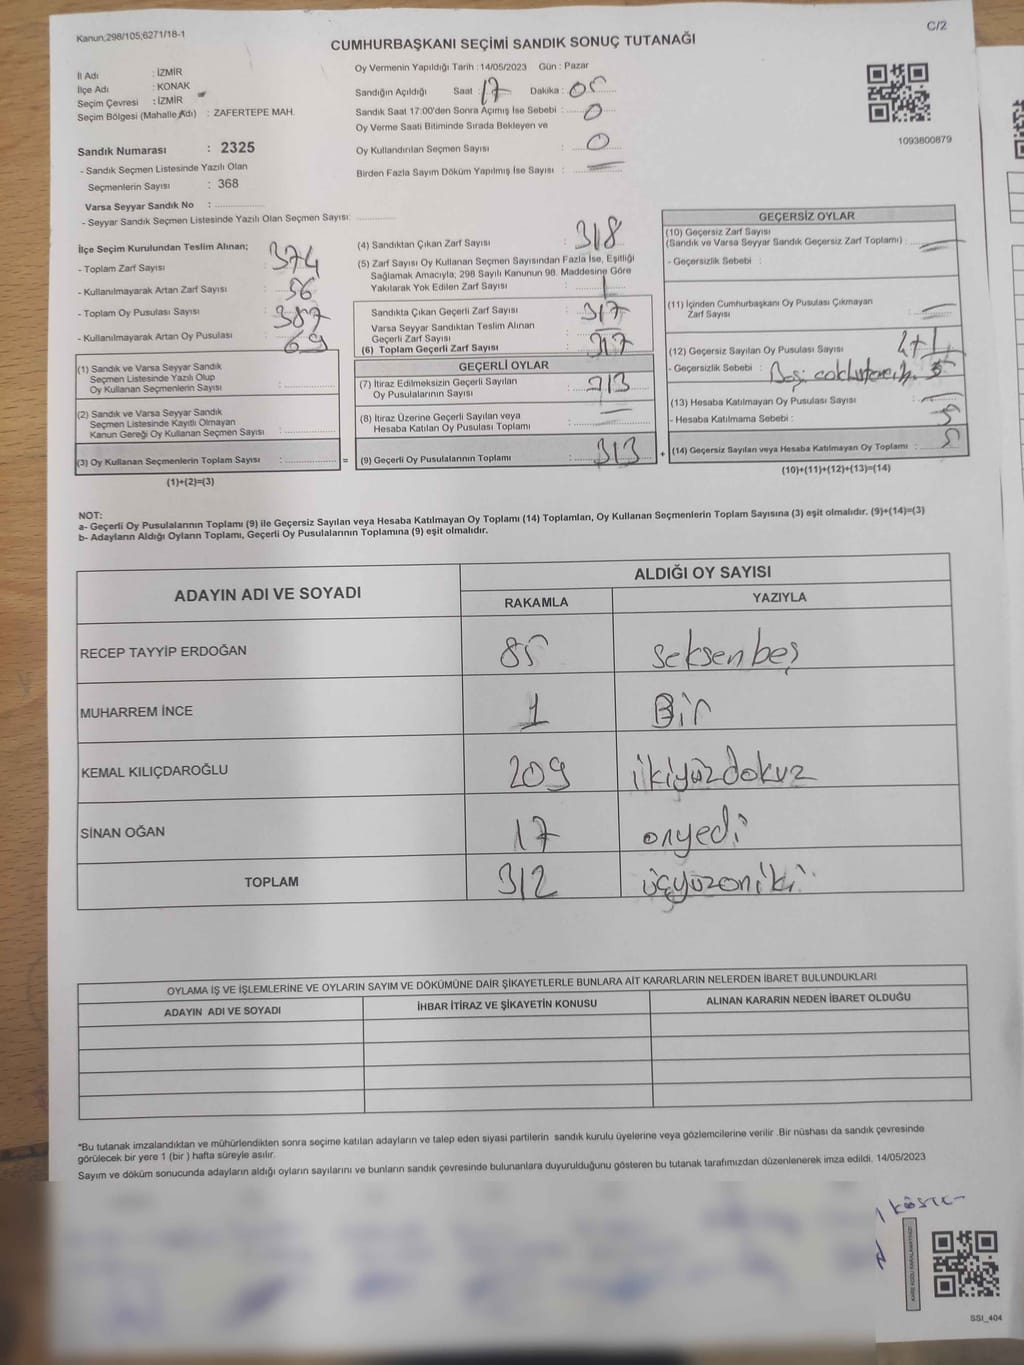 Kanun;298/105;6271/18-1
C/2
CUMHURBAŞKANI SEÇİMİ SANDIK SONUÇ TUTANAĞI
İl Adı : İZMİR
İlçe Adı : KONAK
Seçim Çevresi : İZMİR
Seçim Bölgesi (Mahalle Adı) : ZAFERTEPE MAH.
Sandık Numarası : 2325
- Sandık Seçmen Listesinde Yazılı Olan
Seçmenlerin Sayısı : 368
Varsa Seyyar Sandık No :
- Seyyar Sandık Seçmen Listesinde Yazılı Olan Seçmen Sayısı:
Oy Vermenin Yapıldığı Tarih : 14/05/2023 Gün : Pazar
Sandığın Açıldığı Saat : 17 Dakika : 05
Sandık Saat 17:00'den Sonra Açımış İse Sebebi : 0
Oy Verme Saati Bitiminde Sırada Bekleyen ve
Oy Kullandırılan Seçmen Sayısı : 0
Birden Fazla Sayım Döküm Yapılmış İse Sayısı :
1093800879
İlçe Seçim Kurulundan Teslim Alınan;
- Toplam Zarf Sayısı : 374
- Kullanılmayarak Artan Zarf Sayısı : 56
- Toplam Oy Pusulası Sayısı : 387
- Kullanılmayarak Artan Oy Pusulası : 69
(1) Sandık ve Varsa Seyyar Sandık
Seçmen Listesinde Yazılı Olup
Oy Kullanan Seçmenlerin Sayısı :
(2) Sandık ve Varsa Seyyar Sandık
Seçmen Listesinde Kayıtlı Olmayan
Kanun Gereği Oy Kullanan Seçmen Sayısı :
(3) Oy Kullanan Seçmenlerin Toplam Sayısı : =
(1)+(2)=(3)
(4) Sandıktan Çıkan Zarf Sayısı : 318
(5) Zarf Sayısı Oy Kullanan Seçmen Sayısından Fazla İse, Eşitliği
Sağlamak Amacıyla; 298 Sayılı Kanunun 98. Maddesine Göre
Yakılarak Yok Edilen Zarf Sayısı : 1
Sandıkta Çıkan Geçerli Zarf Sayısı : 317
Varsa Seyyar Sandıktan Teslim Alınan
Geçerli Zarf Sayısı :
(6) Toplam Geçerli Zarf Sayısı : 317
GEÇERLİ OYLAR
(7) İtiraz Edilmeksizin Geçerli Sayılan
Oy Pusulalarının Sayısı : 313
(8) İtiraz Üzerine Geçerli Sayılan veya
Hesaba Katılan Oy Pusulası Toplamı :
(9) Geçerli Oy Pusulalarının Toplamı : 313 +
GEÇERSİZ OYLAR
(10) Geçersiz Zarf Sayısı
(Sandık ve Varsa Seyyar Sandık Geçersiz Zarf Toplamı) :
- Geçersizlik Sebebi :
(11) İçinden Cumhurbaşkanı Oy Pusulası Çıkmayan
Zarf Sayısı :
(12) Geçersiz Sayılan Oy Pusulası Sayısı : 4+1
- Geçersizlik Sebebi : 5
(13) Hesaba Katılmayan Oy Pusulası Sayısı :
- Hesaba Katılmama Sebebi : 5
(14) Geçersiz Sayılan veya Hesaba Katılmayan Oy Toplamı : 5
(10)+(11)+(12)+(13)=(14)
NOT:
a- Geçerli Oy Pusulalarının Toplamı (9) ile Geçersiz Sayılan veya Hesaba Katılmayan Oy Toplamı (14) Toplamları, Oy Kullanan Seçmenlerin Toplam Sayısına (3) eşit olmalıdır. (9)+(14)=(3)
b- Adayların Aldığı Oyların Toplamı, Geçerli Oy Pusulalarının Toplamına (9) eşit olmalıdır.
ADAYIN ADI VE SOYADI ALDIĞI OY SAYISI
RAKAMLA YAZIYLA
RECEP TAYYİP ERDOĞAN 85 seksenbeş
MUHARREM İNCE 1 Bir
KEMAL KILIÇDAROĞLU 209 ikiyüzdokuz
SİNAN OĞAN 17 onyedi
TOPLAM 312 üçyüzoniki
OYLAMA İŞ VE İŞLEMLERİNE VE OYLARIN SAYIM VE DÖKÜMÜNE DAİR ŞİKAYETLERLE BUNLARA AİT KARARLARIN NELERDEN İBARET BULUNDUKLARI
ADAYIN ADI VE SOYADI İHBAR İTİRAZ VE ŞİKAYETİN KONUSU ALINAN KARARIN NEDEN İBARET OLDUĞU
*Bu tutanak imzalandıktan ve mühürlendikten sonra seçime katılan adayların ve talep eden siyasi partilerin sandık kurulu üyelerine veya gözlemcilerine verilir .Bir nüshası da sandık çevresinde
görülecek bir yere 1 (bir ) hafta süreyle asılır.
Sayım ve döküm sonucunda adayların aldığı oyların sayılarını ve bunların sandık çevresinde bulunanlara duyurulduğunu gösteren bu tutanak tarafımızdan düzenlenerek imza edildi. 14/05/2023
SSI_404